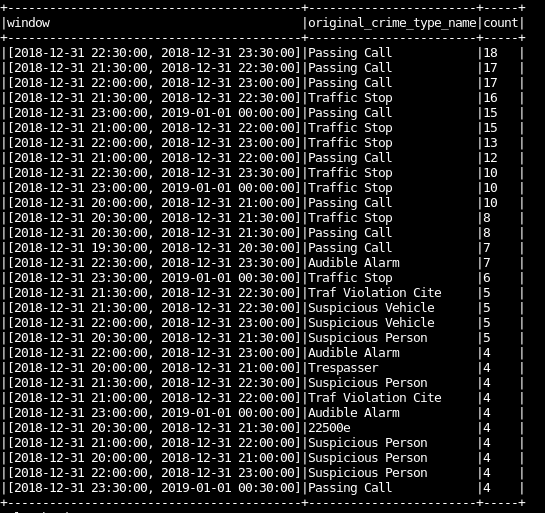 +------------------------------------------+------------------------+-----+
|window                                    |original_crime_type_name|count|
+------------------------------------------+------------------------+-----+
|[2018-12-31 22:30:00, 2018-12-31 23:30:00]|Passing Call            |18   |
|[2018-12-31 21:30:00, 2018-12-31 22:30:00]|Passing Call            |17   |
|[2018-12-31 22:00:00, 2018-12-31 23:00:00]|Passing Call            |17   |
|[2018-12-31 21:30:00, 2018-12-31 22:30:00]|Traffic Stop            |16   |
|[2018-12-31 23:00:00, 2019-01-01 00:00:00]|Passing Call            |15   |
|[2018-12-31 21:00:00, 2018-12-31 22:00:00]|Traffic Stop            |15   |
|[2018-12-31 22:00:00, 2018-12-31 23:00:00]|Traffic Stop            |13   |
|[2018-12-31 21:00:00, 2018-12-31 22:00:00]|Passing Call            |12   |
|[2018-12-31 22:30:00, 2018-12-31 23:30:00]|Traffic Stop            |10   |
|[2018-12-31 23:00:00, 2019-01-01 00:00:00]|Traffic Stop            |10   |
|[2018-12-31 20:00:00, 2018-12-31 21:00:00]|Passing Call            |10   |
|[2018-12-31 20:30:00, 2018-12-31 21:30:00]|Traffic Stop            |8    |
|[2018-12-31 20:30:00, 2018-12-31 21:30:00]|Passing Call            |8    |
|[2018-12-31 19:30:00, 2018-12-31 20:30:00]|Passing Call            |7    |
|[2018-12-31 22:30:00, 2018-12-31 23:30:00]|Audible Alarm           |7    |
|[2018-12-31 23:30:00, 2019-01-01 00:30:00]|Traffic Stop            |6    |
|[2018-12-31 21:30:00, 2018-12-31 22:30:00]|Traf Violation Cite     |5    |
|[2018-12-31 21:30:00, 2018-12-31 22:30:00]|Suspicious Vehicle      |5    |
|[2018-12-31 22:00:00, 2018-12-31 23:00:00]|Suspicious Vehicle      |5    |
|[2018-12-31 20:30:00, 2018-12-31 21:30:00]|Suspicious Person       |5    |
|[2018-12-31 22:00:00, 2018-12-31 23:00:00]|Audible Alarm           |4    |
|[2018-12-31 20:00:00, 2018-12-31 21:00:00]|Trespasser              |4    |
|[2018-12-31 21:30:00, 2018-12-31 22:30:00]|Suspicious Person       |4    |
|[2018-12-31 21:00:00, 2018-12-31 22:00:00]|Traf Violation Cite     |4    |
|[2018-12-31 23:00:00, 2019-01-01 00:00:00]|Audible Alarm           |4    |
|[2018-12-31 20:30:00, 2018-12-31 21:30:00]|22500e                  |4    |
|[2018-12-31 21:00:00, 2018-12-31 22:00:00]|Suspicious Person       |4    |
|[2018-12-31 20:00:00, 2018-12-31 21:00:00]|Suspicious Person       |4    |
|[2018-12-31 22:00:00, 2018-12-31 23:00:00]|Suspicious Person       |4    |
|[2018-12-31 23:30:00, 2019-01-01 00:30:00]|Passing Call            |4    |
+------------------------------------------+------------------------+-----+